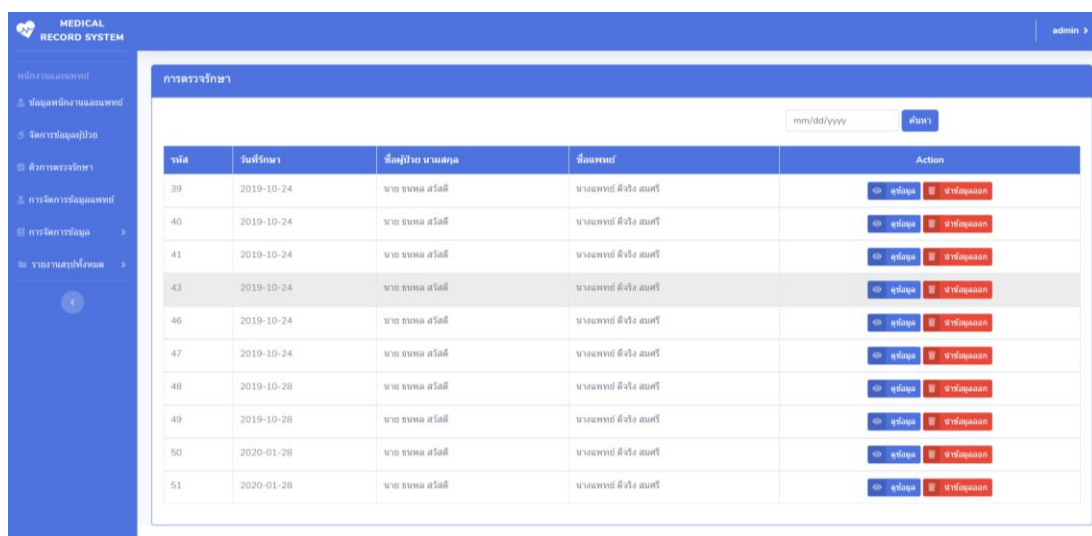 MEDICAL
RECORD SYSTEM
admin >
พนักงานและแพทย์
ข้อมูลพนักงานและแพทย์
จัดการข้อมูลผู้ป่วย
คิวการตรวจรักษา
การจัดการข้อมูลแพทย์
การจัดการข้อมูล >
รายงานสรุปทั้งหมด >
การตรวจรักษา
mm/dd/yyyy ค้นหา
รหัส วันที่รักษา ชื่อผู้ป่วย นามสกุล ชื่อแพทย์ Action
39 2019-10-24 นาย ธนพล สวัสดี นางแพทย์ ดีจริง สมศรี ดูข้อมูล นำข้อมูลออก
40 2019-10-24 นาย ธนพล สวัสดี นางแพทย์ ดีจริง สมศรี ดูข้อมูล นำข้อมูลออก
41 2019-10-24 นาย ธนพล สวัสดี นางแพทย์ ดีจริง สมศรี ดูข้อมูล นำข้อมูลออก
43 2019-10-24 นาย ธนพล สวัสดี นางแพทย์ ดีจริง สมศรี ดูข้อมูล นำข้อมูลออก
46 2019-10-24 นาย ธนพล สวัสดี นางแพทย์ ดีจริง สมศรี ดูข้อมูล นำข้อมูลออก
47 2019-10-24 นาย ธนพล สวัสดี นางแพทย์ ดีจริง สมศรี ดูข้อมูล นำข้อมูลออก
48 2019-10-28 นาย ธนพล สวัสดี นางแพทย์ ดีจริง สมศรี ดูข้อมูล นำข้อมูลออก
49 2019-10-28 นาย ธนพล สวัสดี นางแพทย์ ดีจริง สมศรี ดูข้อมูล นำข้อมูลออก
50 2020-01-28 นาย ธนพล สวัสดี นางแพทย์ ดีจริง สมศรี ดูข้อมูล นำข้อมูลออก
51 2020-01-28 นาย ธนพล สวัสดี นางแพทย์ ดีจริง สมศรี ดูข้อมูล นำข้อมูลออก